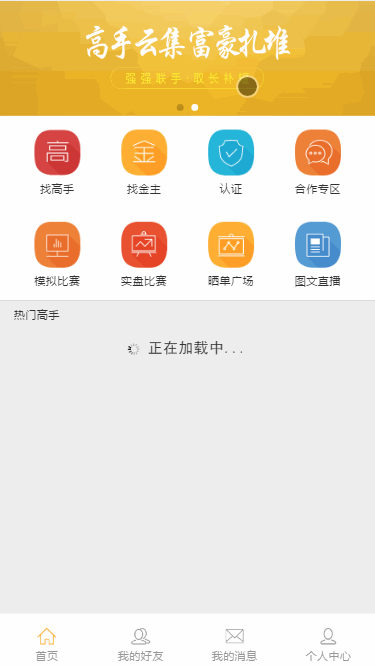 高手云集富豪扎堆
强强联手·取长补短
高
金
找高手
找金主
认证
合作专区
模拟比赛
实盘比赛
晒单广场
图文直播
热门高手
正在加载中...
首页
我的好友
我的消息
个人中心